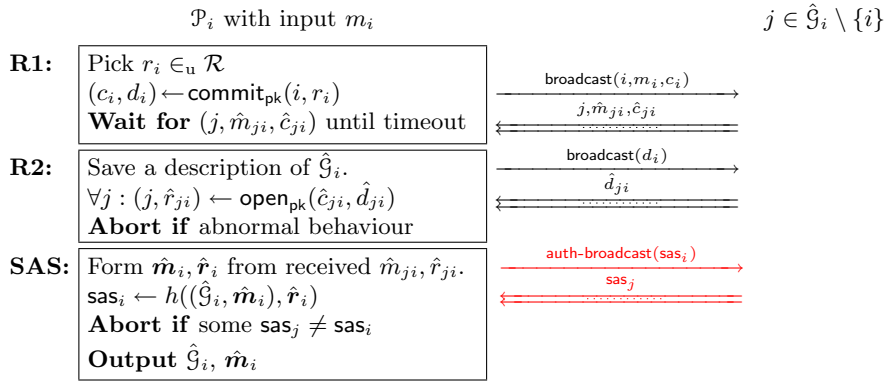 𝒫ᵢ with input mᵢ
j ∈ 𝒢̂ᵢ \ {i}
R1: Pick rᵢ ∈ᵤ ℛ
(cᵢ, dᵢ) ← commit_pk(i, rᵢ)
Wait for (j, m̂ⱼᵢ, ĉⱼᵢ) until timeout
broadcast(i, mᵢ, cᵢ)
j, m̂ⱼᵢ, ĉⱼᵢ
R2: Save a description of 𝒢̂ᵢ.
∀j : (j, r̂ⱼᵢ) ← open_pk(ĉⱼᵢ, d̂ⱼᵢ)
Abort if abnormal behaviour
broadcast(dᵢ)
d̂ⱼᵢ
SAS: Form m̂ᵢ, r̂ᵢ from received m̂ⱼᵢ, r̂ⱼᵢ.
sasᵢ ← h((𝒢̂ᵢ, m̂ᵢ), r̂ᵢ)
Abort if some sasⱼ ≠ sasᵢ
Output 𝒢̂ᵢ, m̂ᵢ
auth-broadcast(sasᵢ)
sasⱼ